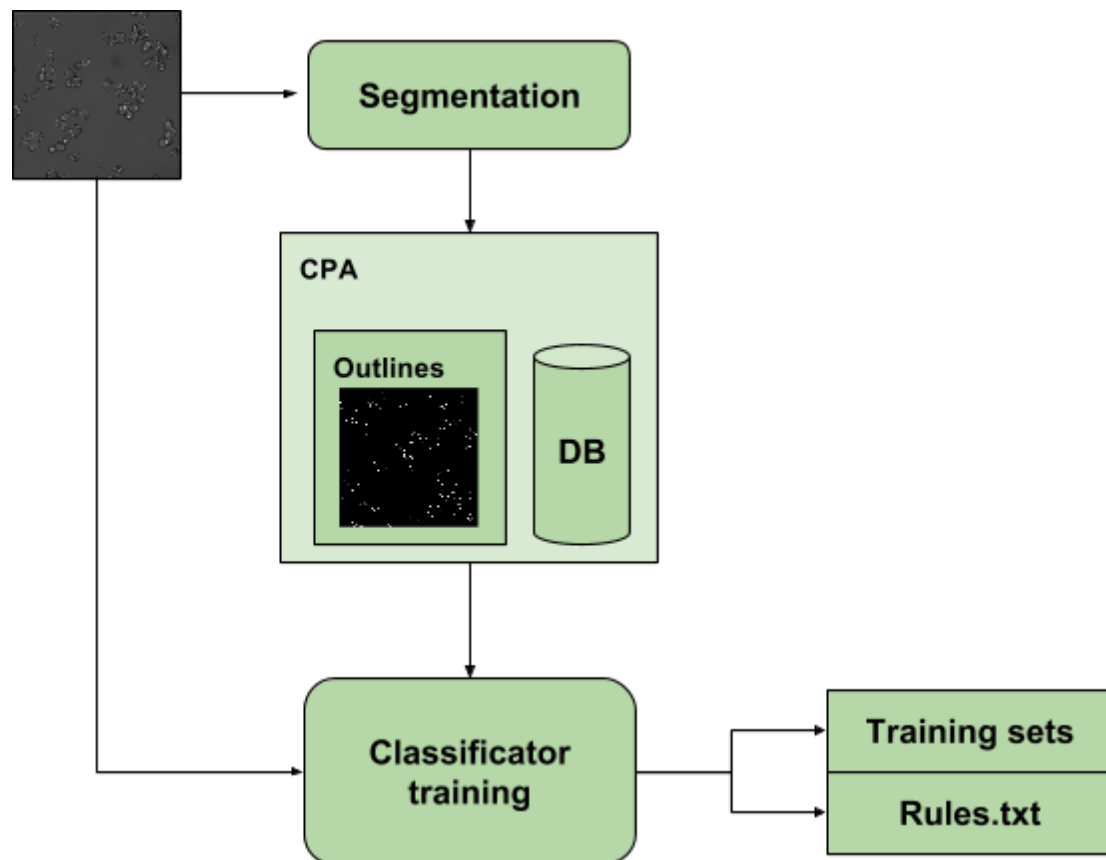 Segmentation
CPA
Outlines
DB
Classificator
training
Training sets
Rules.txt